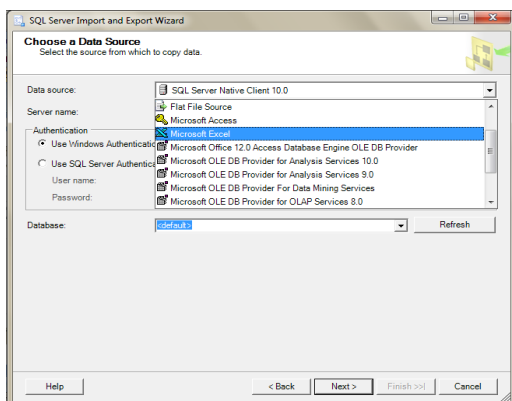 SQL Server Import and Export Wizard
Choose a Data Source
Select the source from which to copy data.
Data source:
SQL Server Native Client 10.0
Server name:
Flat File Source
Microsoft Access
Authentication
Microsoft Excel
Use Windows Authenticatio
Microsoft Office 12.0 Access Database Engine OLE DB Provider
Use SQL Server Authentica
Microsoft OLE DB Provider for Analysis Services 10.0
Microsoft OLE DB Provider for Analysis Services 9.0
User name:
Microsoft OLE DB Provider For Data Mining Services
Password:
Microsoft OLE DB Provider for OLAP Services 8.0
Database:
<default>
Refresh
Help
< Back
Next >
Finish >>|
Cancel